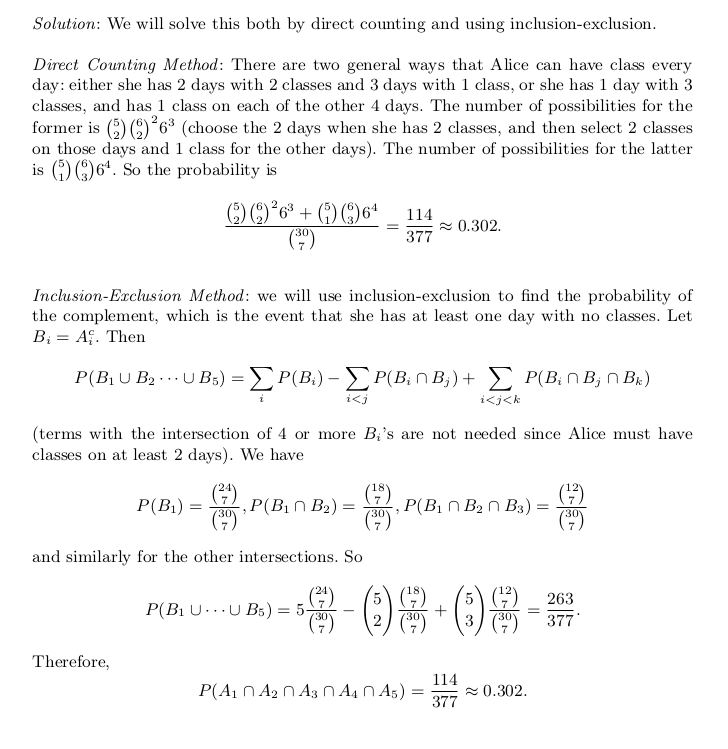 Solution: We will solve this both by direct counting and using inclusion-exclusion.
Direct Counting Method: There are two general ways that Alice can have class every
day: either she has 2 days with 2 classes and 3 days with 1 class, or she has 1 day with 3
classes, and has 1 class on each of the other 4 days. The number of possibilities for the
former is $\binom{5}{2}\binom{6}{2}^2 6^3$ (choose the 2 days when she has 2 classes, and then select 2 classes
on those days and 1 class for the other days). The number of possibilities for the latter
is $\binom{5}{1}\binom{6}{3}6^4$. So the probability is
$\frac{\binom{5}{2}\binom{6}{2}^2 6^3 + \binom{5}{1}\binom{6}{3}6^4}{\binom{30}{7}} = \frac{114}{377} \approx 0.302.$
Inclusion-Exclusion Method: we will use inclusion-exclusion to find the probability of
the complement, which is the event that she has at least one day with no classes. Let
$B_i = A_i^c$. Then
$P(B_1 \cup B_2 \cdots \cup B_5) = \sum_i P(B_i) - \sum_{i<j} P(B_i \cap B_j) + \sum_{i<j<k} P(B_i \cap B_j \cap B_k)$
(terms with the intersection of 4 or more $B_i$'s are not needed since Alice must have
classes on at least 2 days). We have
$P(B_1) = \frac{\binom{24}{7}}{\binom{30}{7}}, P(B_1 \cap B_2) = \frac{\binom{18}{7}}{\binom{30}{7}}, P(B_1 \cap B_2 \cap B_3) = \frac{\binom{12}{7}}{\binom{30}{7}}$
and similarly for the other intersections. So
$P(B_1 \cup \cdots \cup B_5) = 5\frac{\binom{24}{7}}{\binom{30}{7}} - \binom{5}{2}\frac{\binom{18}{7}}{\binom{30}{7}} + \binom{5}{3}\frac{\binom{12}{7}}{\binom{30}{7}} = \frac{263}{377}.$
Therefore,
$P(A_1 \cap A_2 \cap A_3 \cap A_4 \cap A_5) = \frac{114}{377} \approx 0.302.$